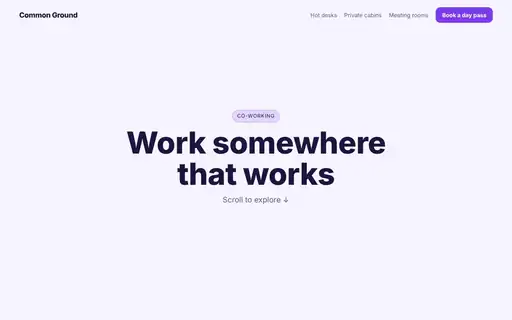 Common Ground
Hot desks Private cabins Meeting rooms Book a day pass
CO-WORKING
Work somewhere
that works
Scroll to explore ↓